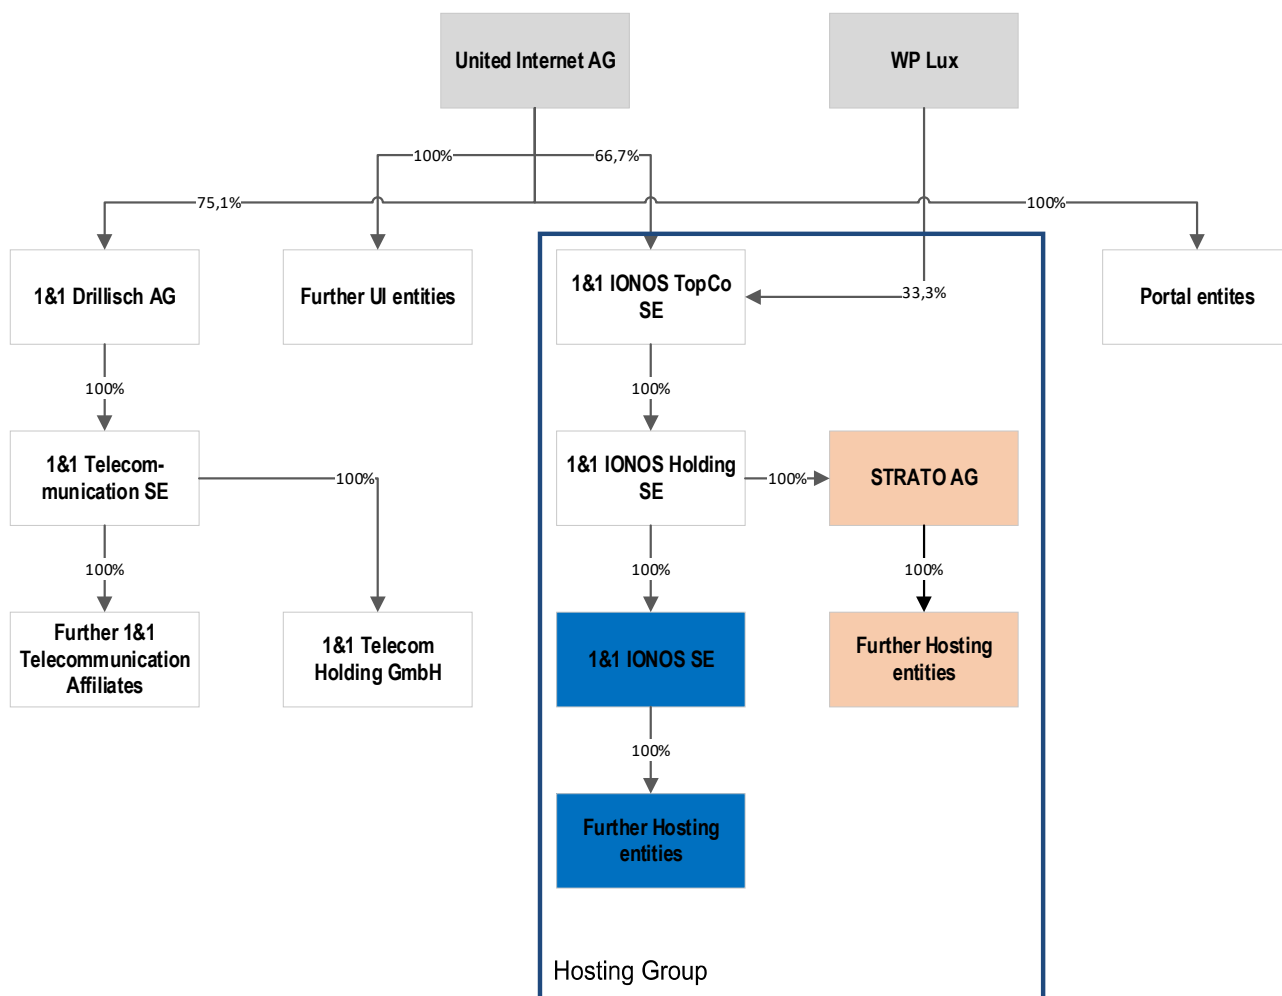 United Internet AG
WP Lux
100%
66,7%
75,1%
100%
1&1 Drillisch AG
Further UI entities
1&1 IONOS TopCo
SE
33,3%
Portal entites
100%
100%
1&1 Telecom-
munication SE
100%
1&1 IONOS Holding
SE
100%
STRATO AG
100%
100%
100%
Further 1&1
Telecommunication
Affiliates
1&1 Telecom
Holding GmbH
1&1 IONOS SE
Further Hosting
entities
100%
Further Hosting
entities
Hosting Group